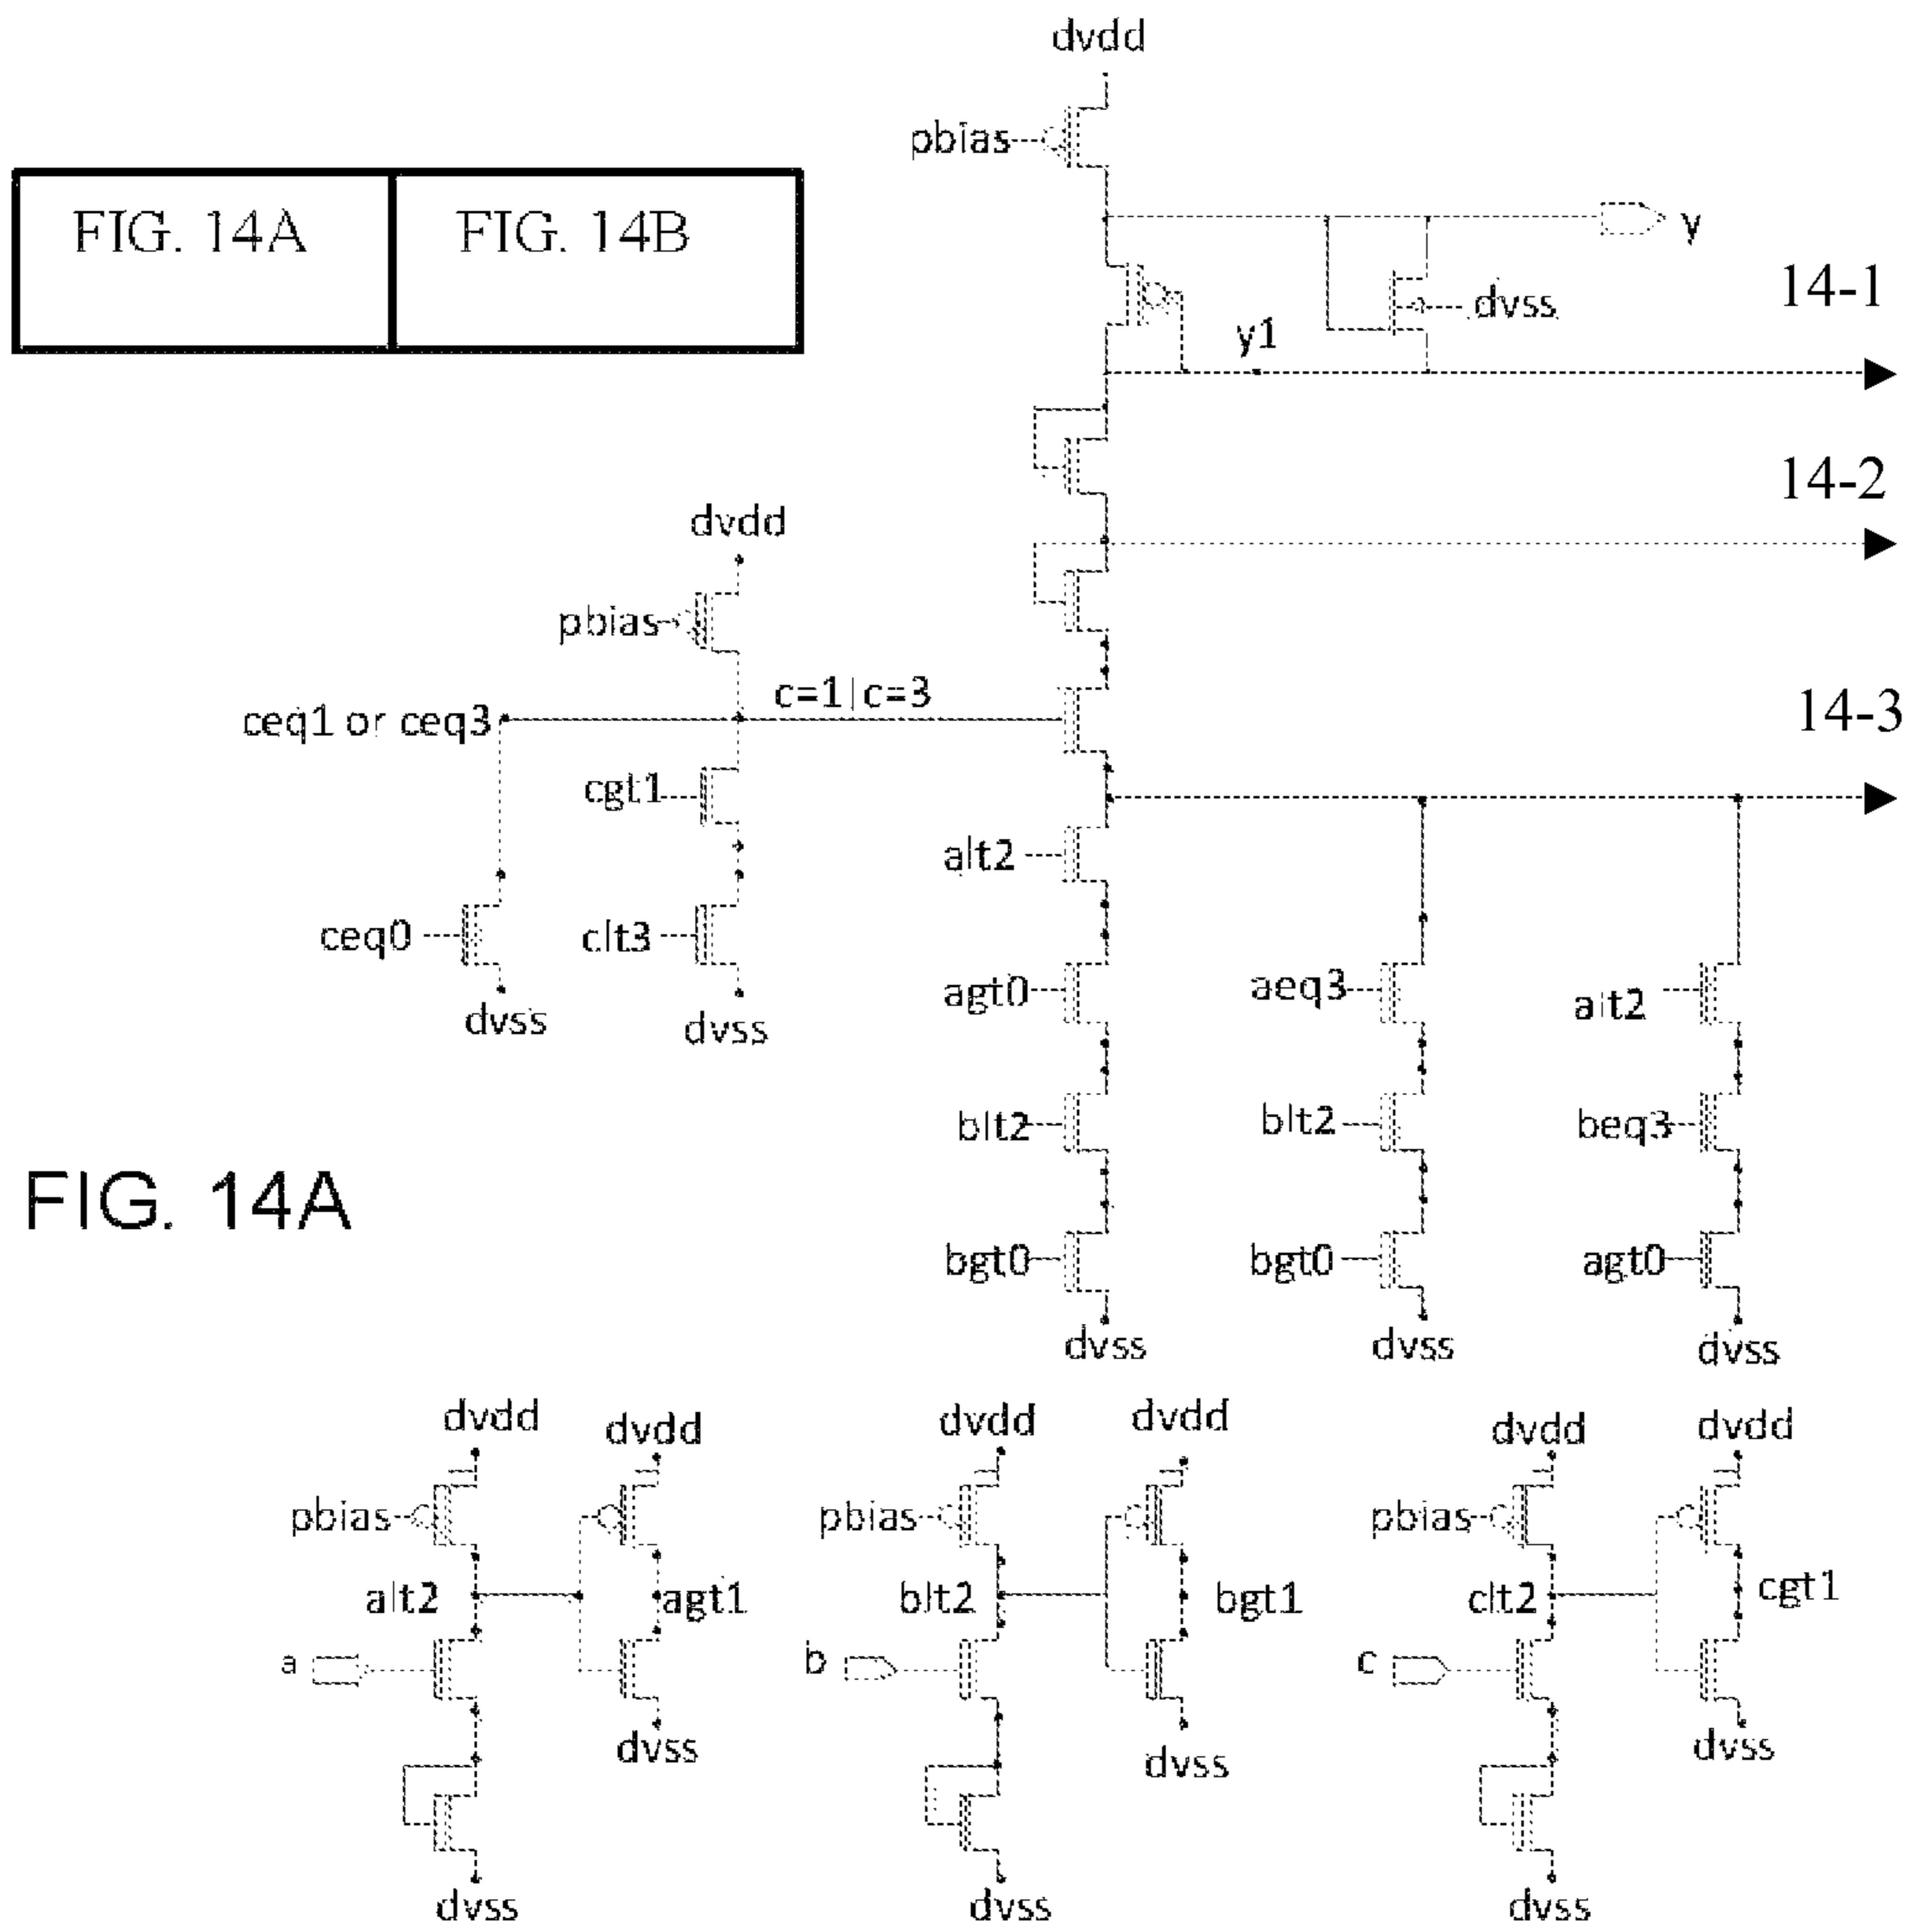 dvdd
pbias
FIG. 14A
FIG. 14B
y
14-1
dvss
y1
14-2
dvdd
pbias
c=1|c=3
ceq1 or ceq3
14-3
cgt1
alt2
ceq0
clt3
agt0
aeq3
alt2
dvss
dvss
blt2
blt2
beq3
FIG. 14A
bgt0
bgt0
agt0
dvss
dvss
dvss
dvdd
dvdd
dvdd
dvdd
dvdd
dvdd
pbias
pbias
pbias
alt2
agt1
blt2
bgt1
clt2
cgt1
a
b
c
dvss
dvss
dvss
dvss
dvss
dvss